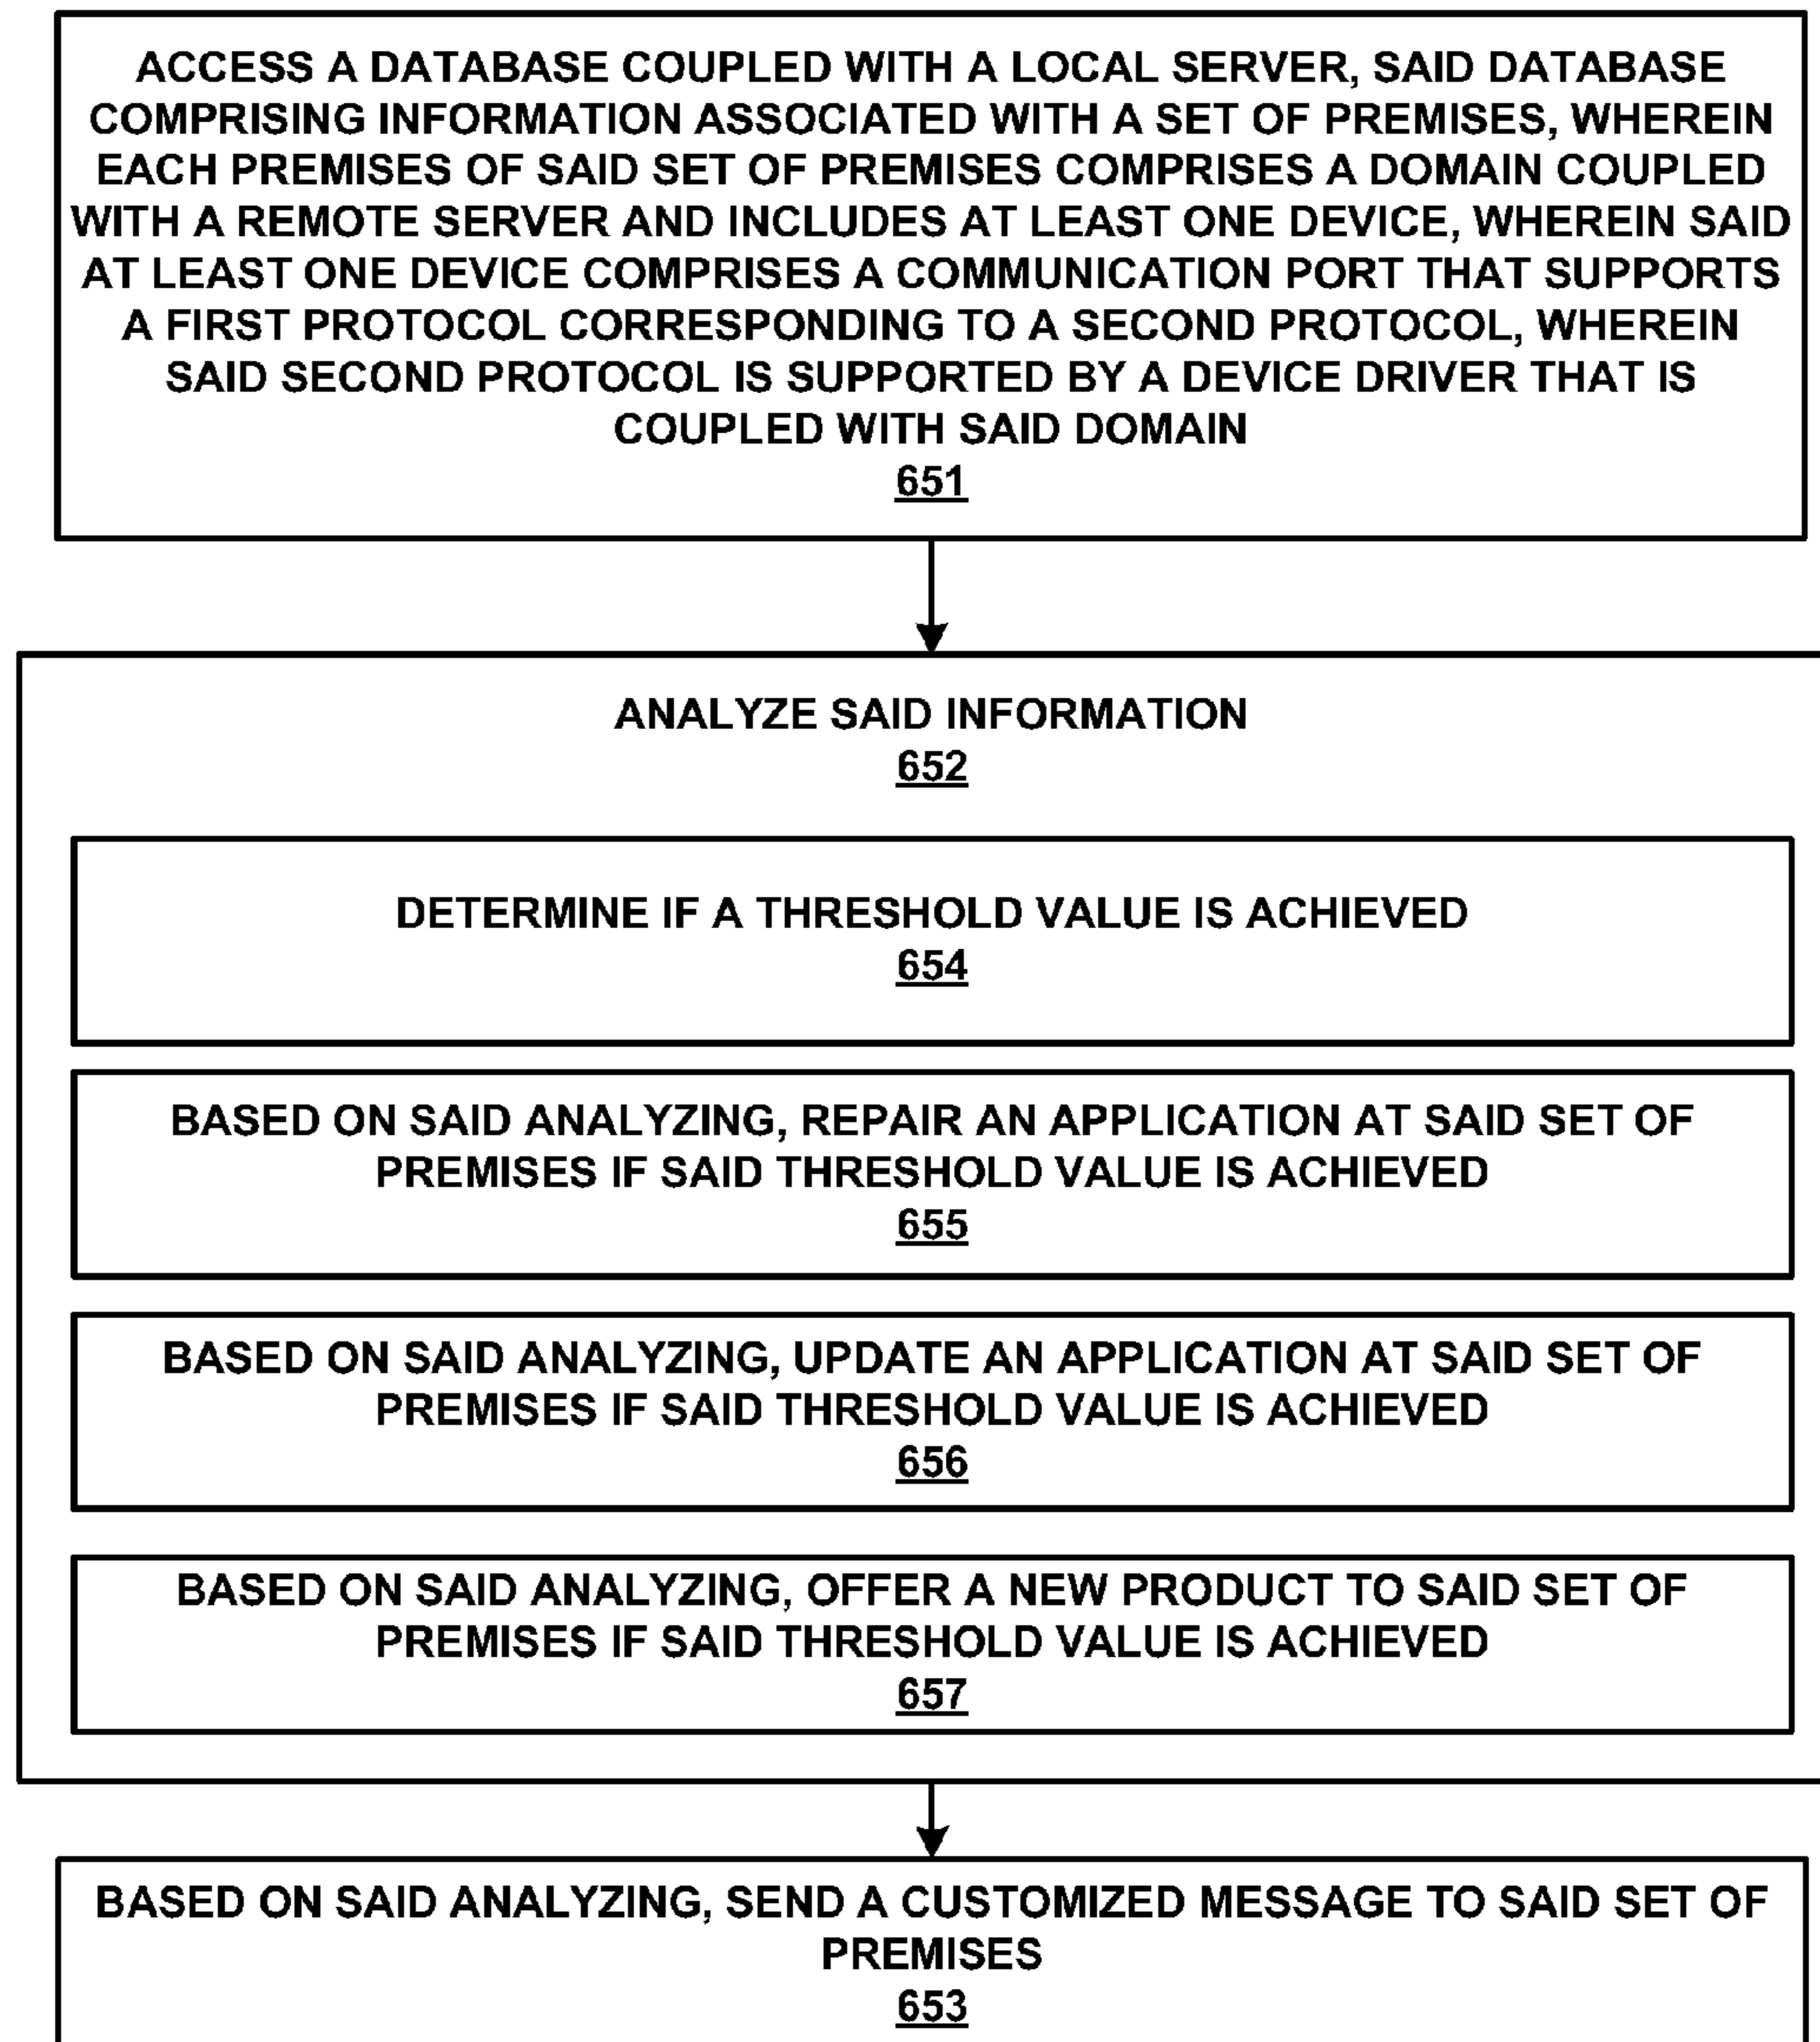 ACCESS A DATABASE COUPLED WITH A LOCAL SERVER, SAID DATABASE
COMPRISING INFORMATION ASSOCIATED WITH A SET OF PREMISES, WHEREIN
EACH PREMISES OF SAID SET OF PREMISES COMPRISES A DOMAIN COUPLED
WITH A REMOTE SERVER AND INCLUDES AT LEAST ONE DEVICE, WHEREIN SAID
AT LEAST ONE DEVICE COMPRISES A COMMUNICATION PORT THAT SUPPORTS
A FIRST PROTOCOL CORRESPONDING TO A SECOND PROTOCOL, WHEREIN
SAID SECOND PROTOCOL IS SUPPORTED BY A DEVICE DRIVER THAT IS
COUPLED WITH SAID DOMAIN
651
ANALYZE SAID INFORMATION
652
DETERMINE IF A THRESHOLD VALUE IS ACHIEVED
654
BASED ON SAID ANALYZING, REPAIR AN APPLICATION AT SAID SET OF
PREMISES IF SAID THRESHOLD VALUE IS ACHIEVED
655
BASED ON SAID ANALYZING, UPDATE AN APPLICATION AT SAID SET OF
PREMISES IF SAID THRESHOLD VALUE IS ACHIEVED
656
BASED ON SAID ANALYZING, OFFER A NEW PRODUCT TO SAID SET OF
PREMISES IF SAID THRESHOLD VALUE IS ACHIEVED
657
BASED ON SAID ANALYZING, SEND A CUSTOMIZED MESSAGE TO SAID SET OF
PREMISES
653